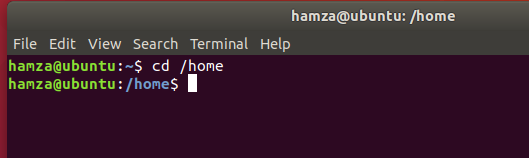 hamza@ubuntu: /home
File Edit View Search Terminal Help
hamza@ubuntu:~$ cd /home
hamza@ubuntu:/home$